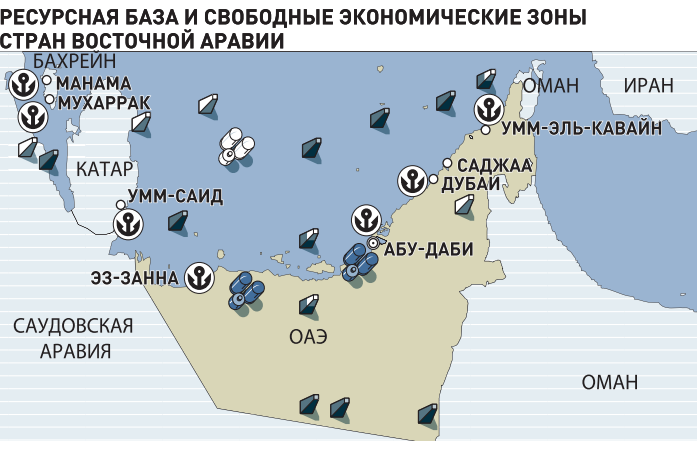 РЕСУРСНАЯ БАЗА И СВОБОДНЫЕ ЭКОНОМИЧЕСКИЕ ЗОНЫ
СТРАН ВОСТОЧНОЙ АРАВИИ
БАХРЕЙН
МАНАМА
МУХАРРАК
ОМАН
ИРАН
УММ-ЭЛЬ-КАВАЙН
КАТАР
САДЖАА
ДУБАЙ
УММ-САИД
АБУ-ДАБИ
ЭЗ-ЗАННА
САУДОВСКАЯ
АРАВИЯ
ОАЭ
ОМАН